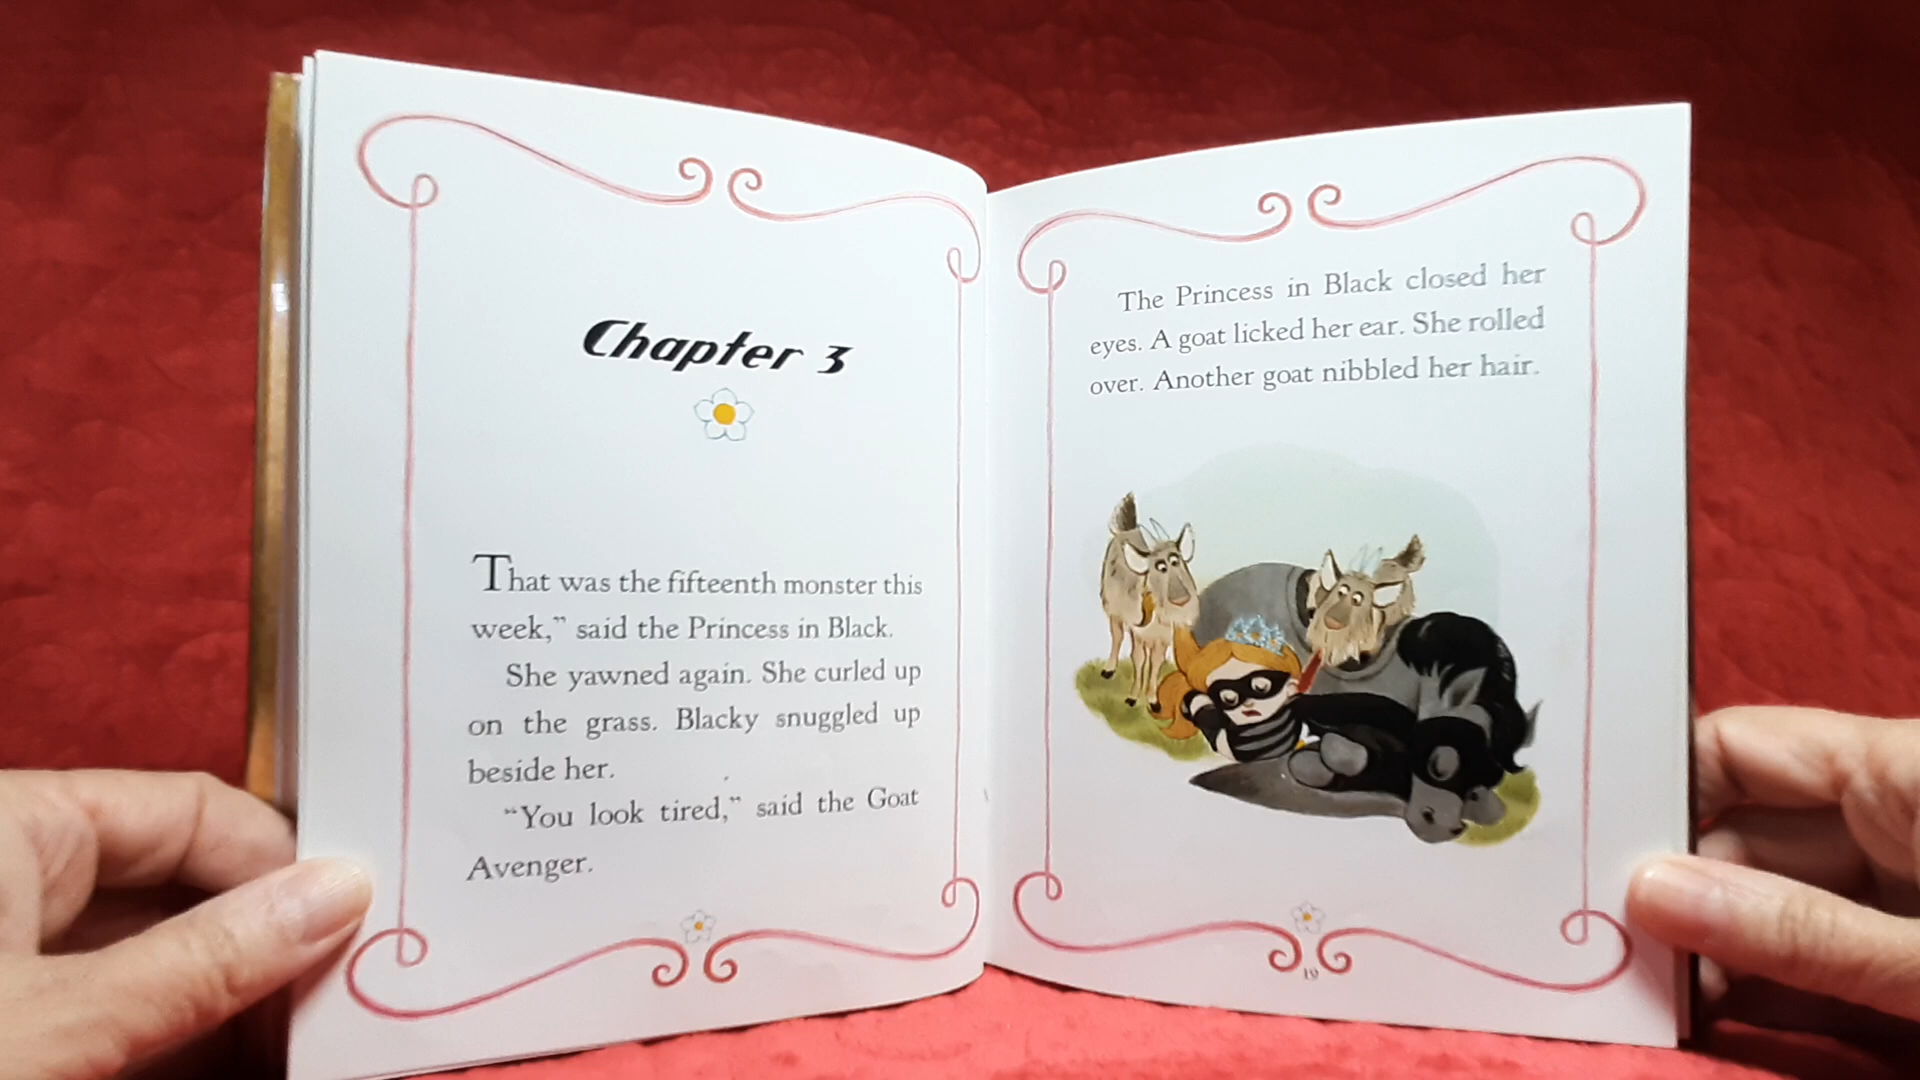 Chapter 3
That was the fifteenth monster this
week,” said the Princess in Black.
She yawned again. She curled up
on the grass. Blacky snuggled up
beside her.
“You look tired,” said the Goat
Avenger.
The Princess in Black closed her
eyes. A goat licked her ear. She rolled
over. Another goat nibbled her hair.
19